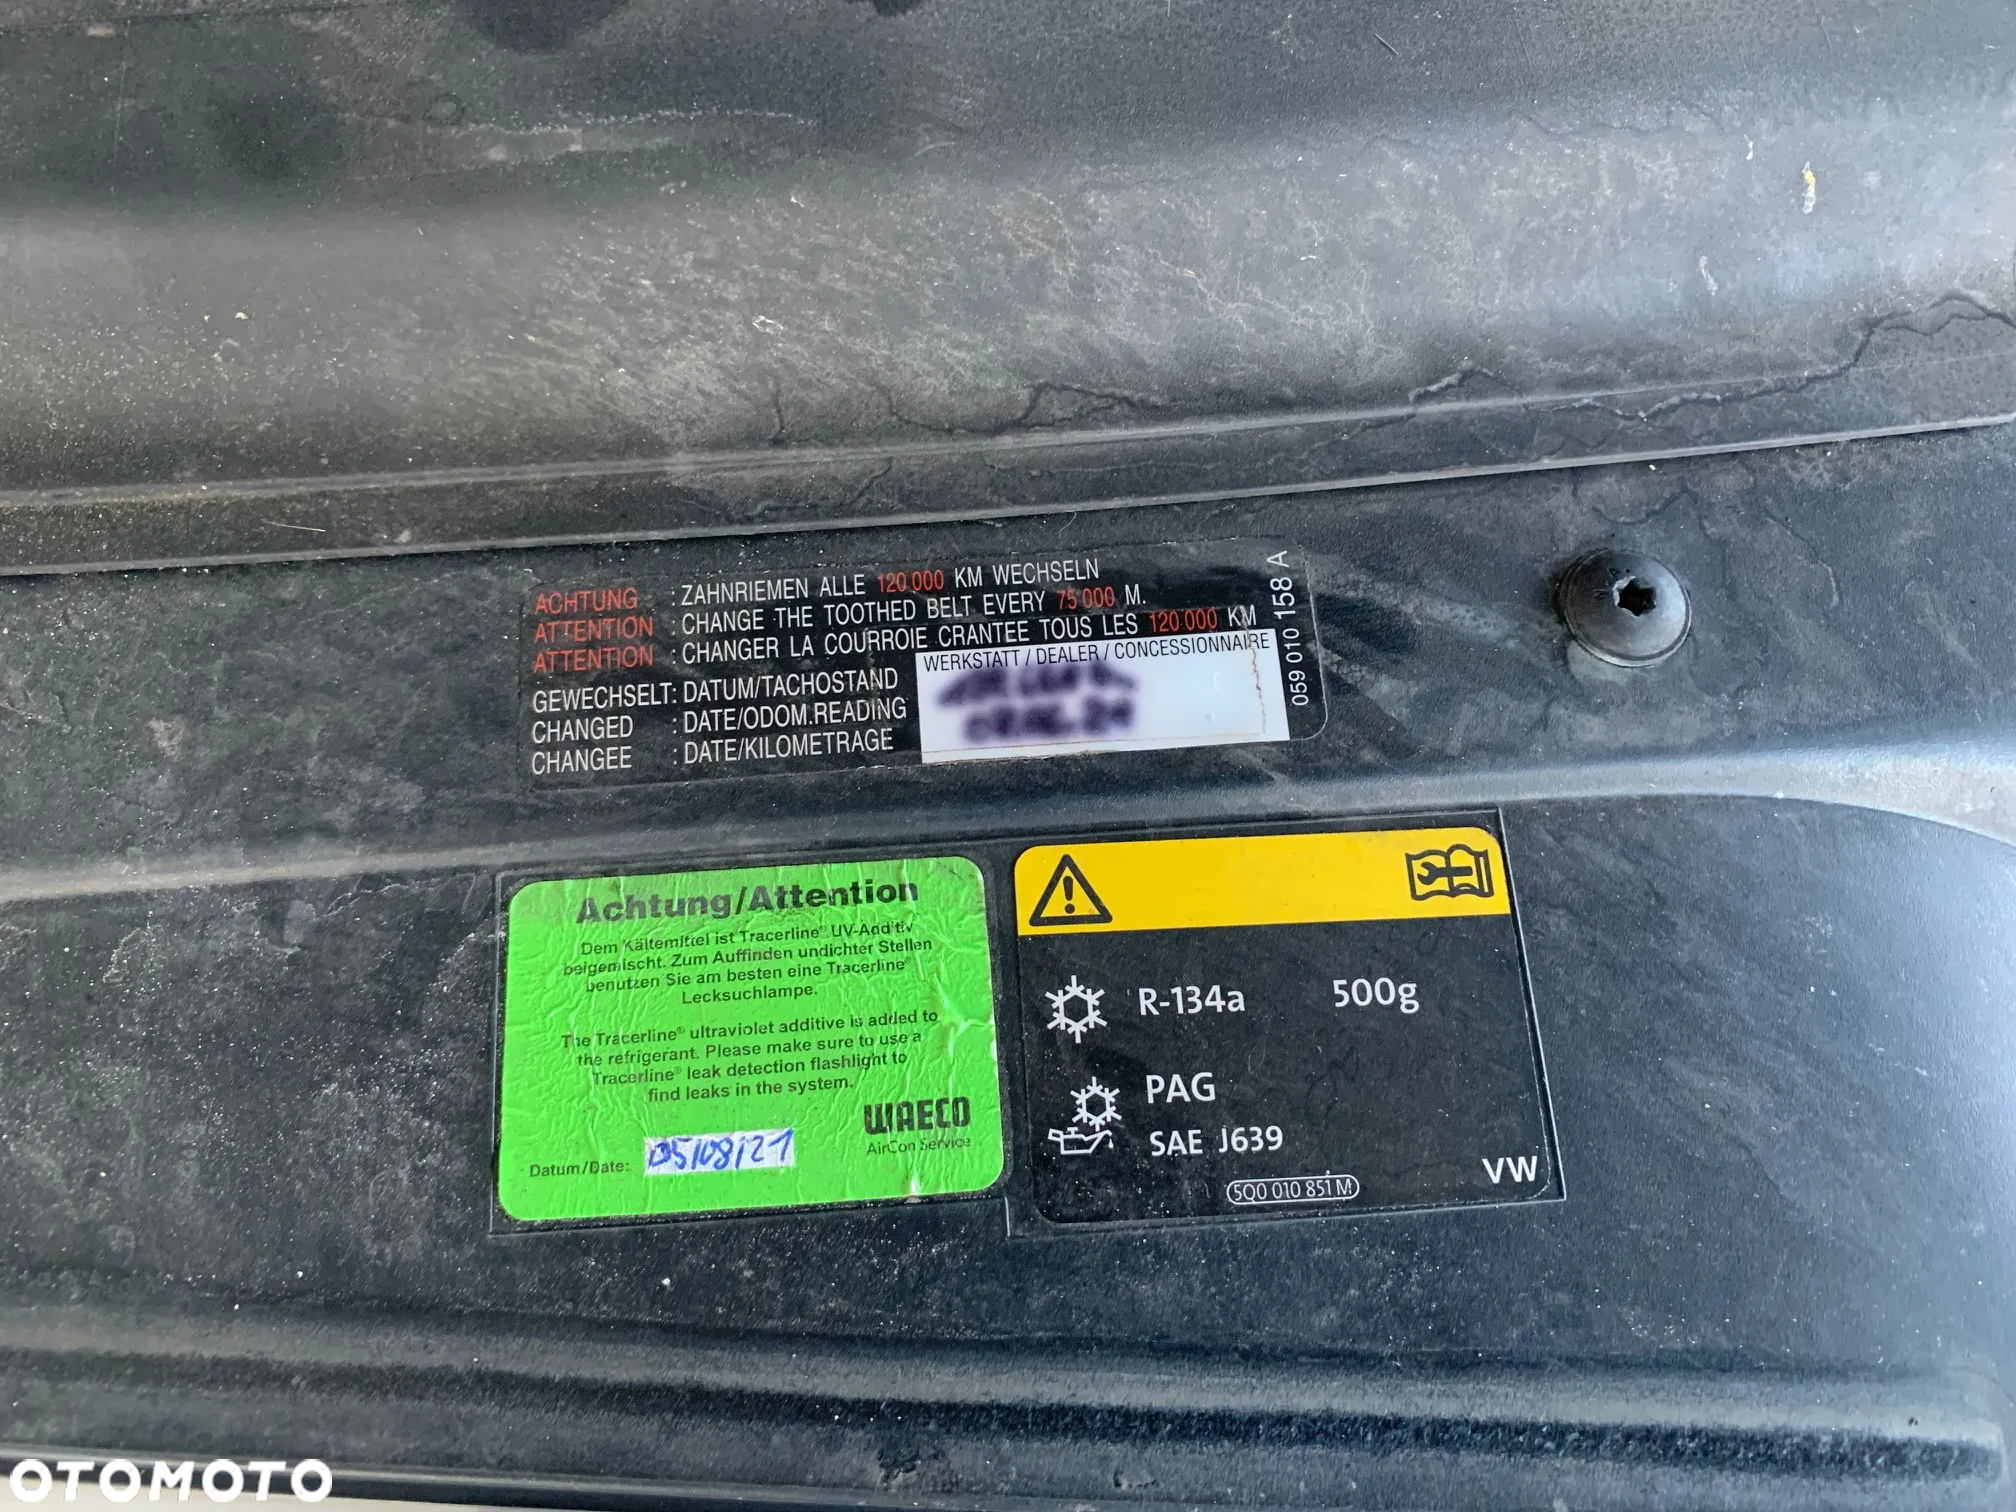 ACHTUNG : ZAHNRIEMEN ALLE 120 000 KM WECHSELN
ATTENTION : CHANGE THE TOOTHED BELT EVERY 75 000 M.
ATTENTION : CHANGER LA COURROIE CRANTEE TOUS LES 120 000 KM
WERKSTATT / DEALER / CONCESSIONNAIRE
GEWECHSELT: DATUM/TACHOSTAND
CHANGED : DATE/ODOM.READING
CHANGEE : DATE/KILOMETRAGE
059 010 158 A
Achtung/Attention
Dem Kältemittel ist Tracerline® UV-Additiv
beigemischt. Zum Auffinden undichter Stellen
benutzen Sie am besten eine Tracerline®
Lecksuchlampe.
The Tracerline® ultraviolet additive is added to
the refrigerant. Please make sure to use a
Tracerline® leak detection flashlight to
find leaks in the system.
WAECO
AirCon Service
Datum/Date: 05/08/21
R-134a 500g
PAG
SAE J639
VW
5Q0 010 851 M
OTOMOTO